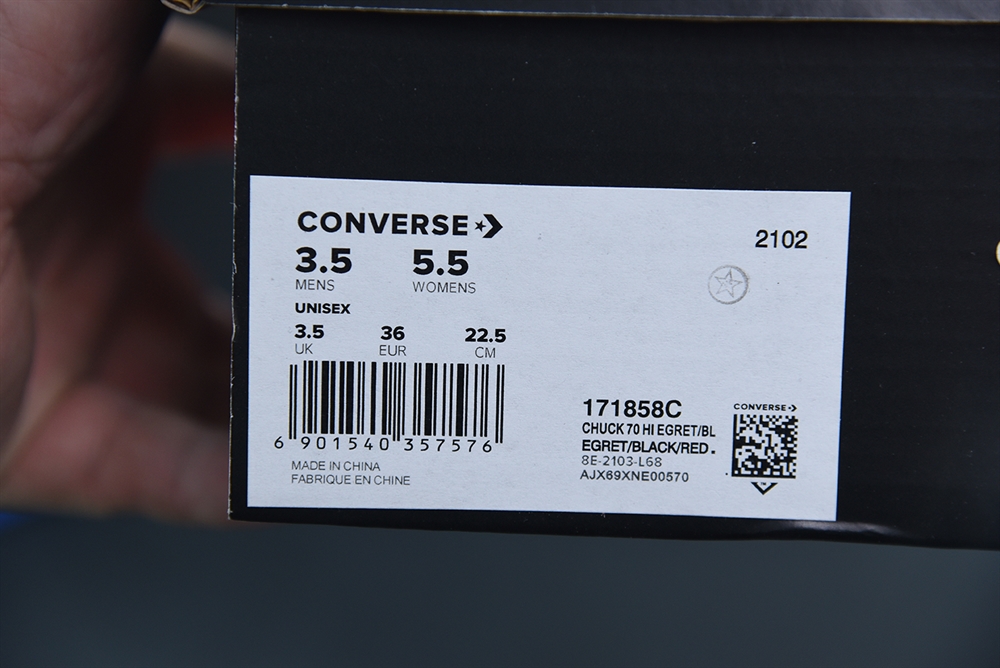 CONVERSE
2102
3.5 5.5
MENS WOMENS
UNISEX
3.5 36 22.5
UK EUR CM
6 901540 357576
MADE IN CHINA
FABRIQUE EN CHINE
171858C
CHUCK 70 HI EGRET/BL
EGRET/BLACK/RED.
8E-2103-L68
AJX69XNE00570
CONVERSE